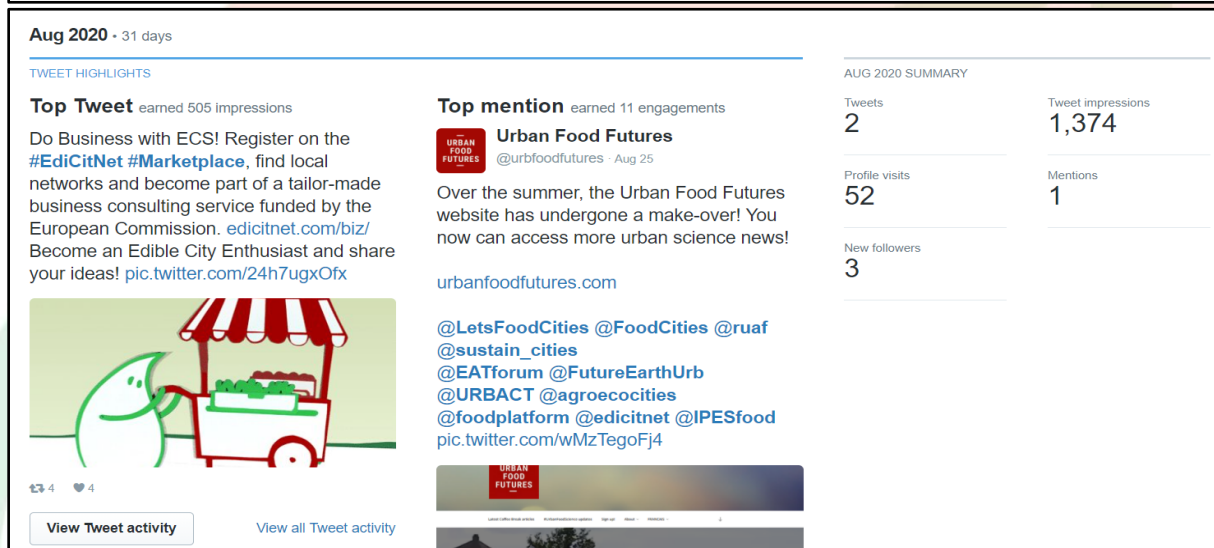 Aug 2020 • 31 days
TWEET HIGHLIGHTS
Top Tweet earned 505 impressions
Do Business with ECS! Register on the
#EdiCitNet #Marketplace, find local
networks and become part of a tailor-made
business consulting service funded by the
European Commission. edicitnet.com/biz/
Become an Edible City Enthusiast and share
your ideas! pic.twitter.com/24h7ugxOfx
4 4
View Tweet activity
View all Tweet activity
Top mention earned 11 engagements
URBAN
FOOD
FUTURES
Urban Food Futures
@urbfoodfutures · Aug 25
Over the summer, the Urban Food Futures
website has undergone a make-over! You
now can access more urban science news!
urbanfoodfutures.com
@LetsFoodCities @FoodCities @ruaf
@sustain_cities
@EATforum @FutureEarthUrb
@URBACT @agroecocities
@foodplatform @edicitnet @IPESfood
pic.twitter.com/wMzTegoFj4
URBAN
FOOD
FUTURES
AUG 2020 SUMMARY
Tweets
2
Tweet impressions
1,374
Profile visits
52
Mentions
1
New followers
3